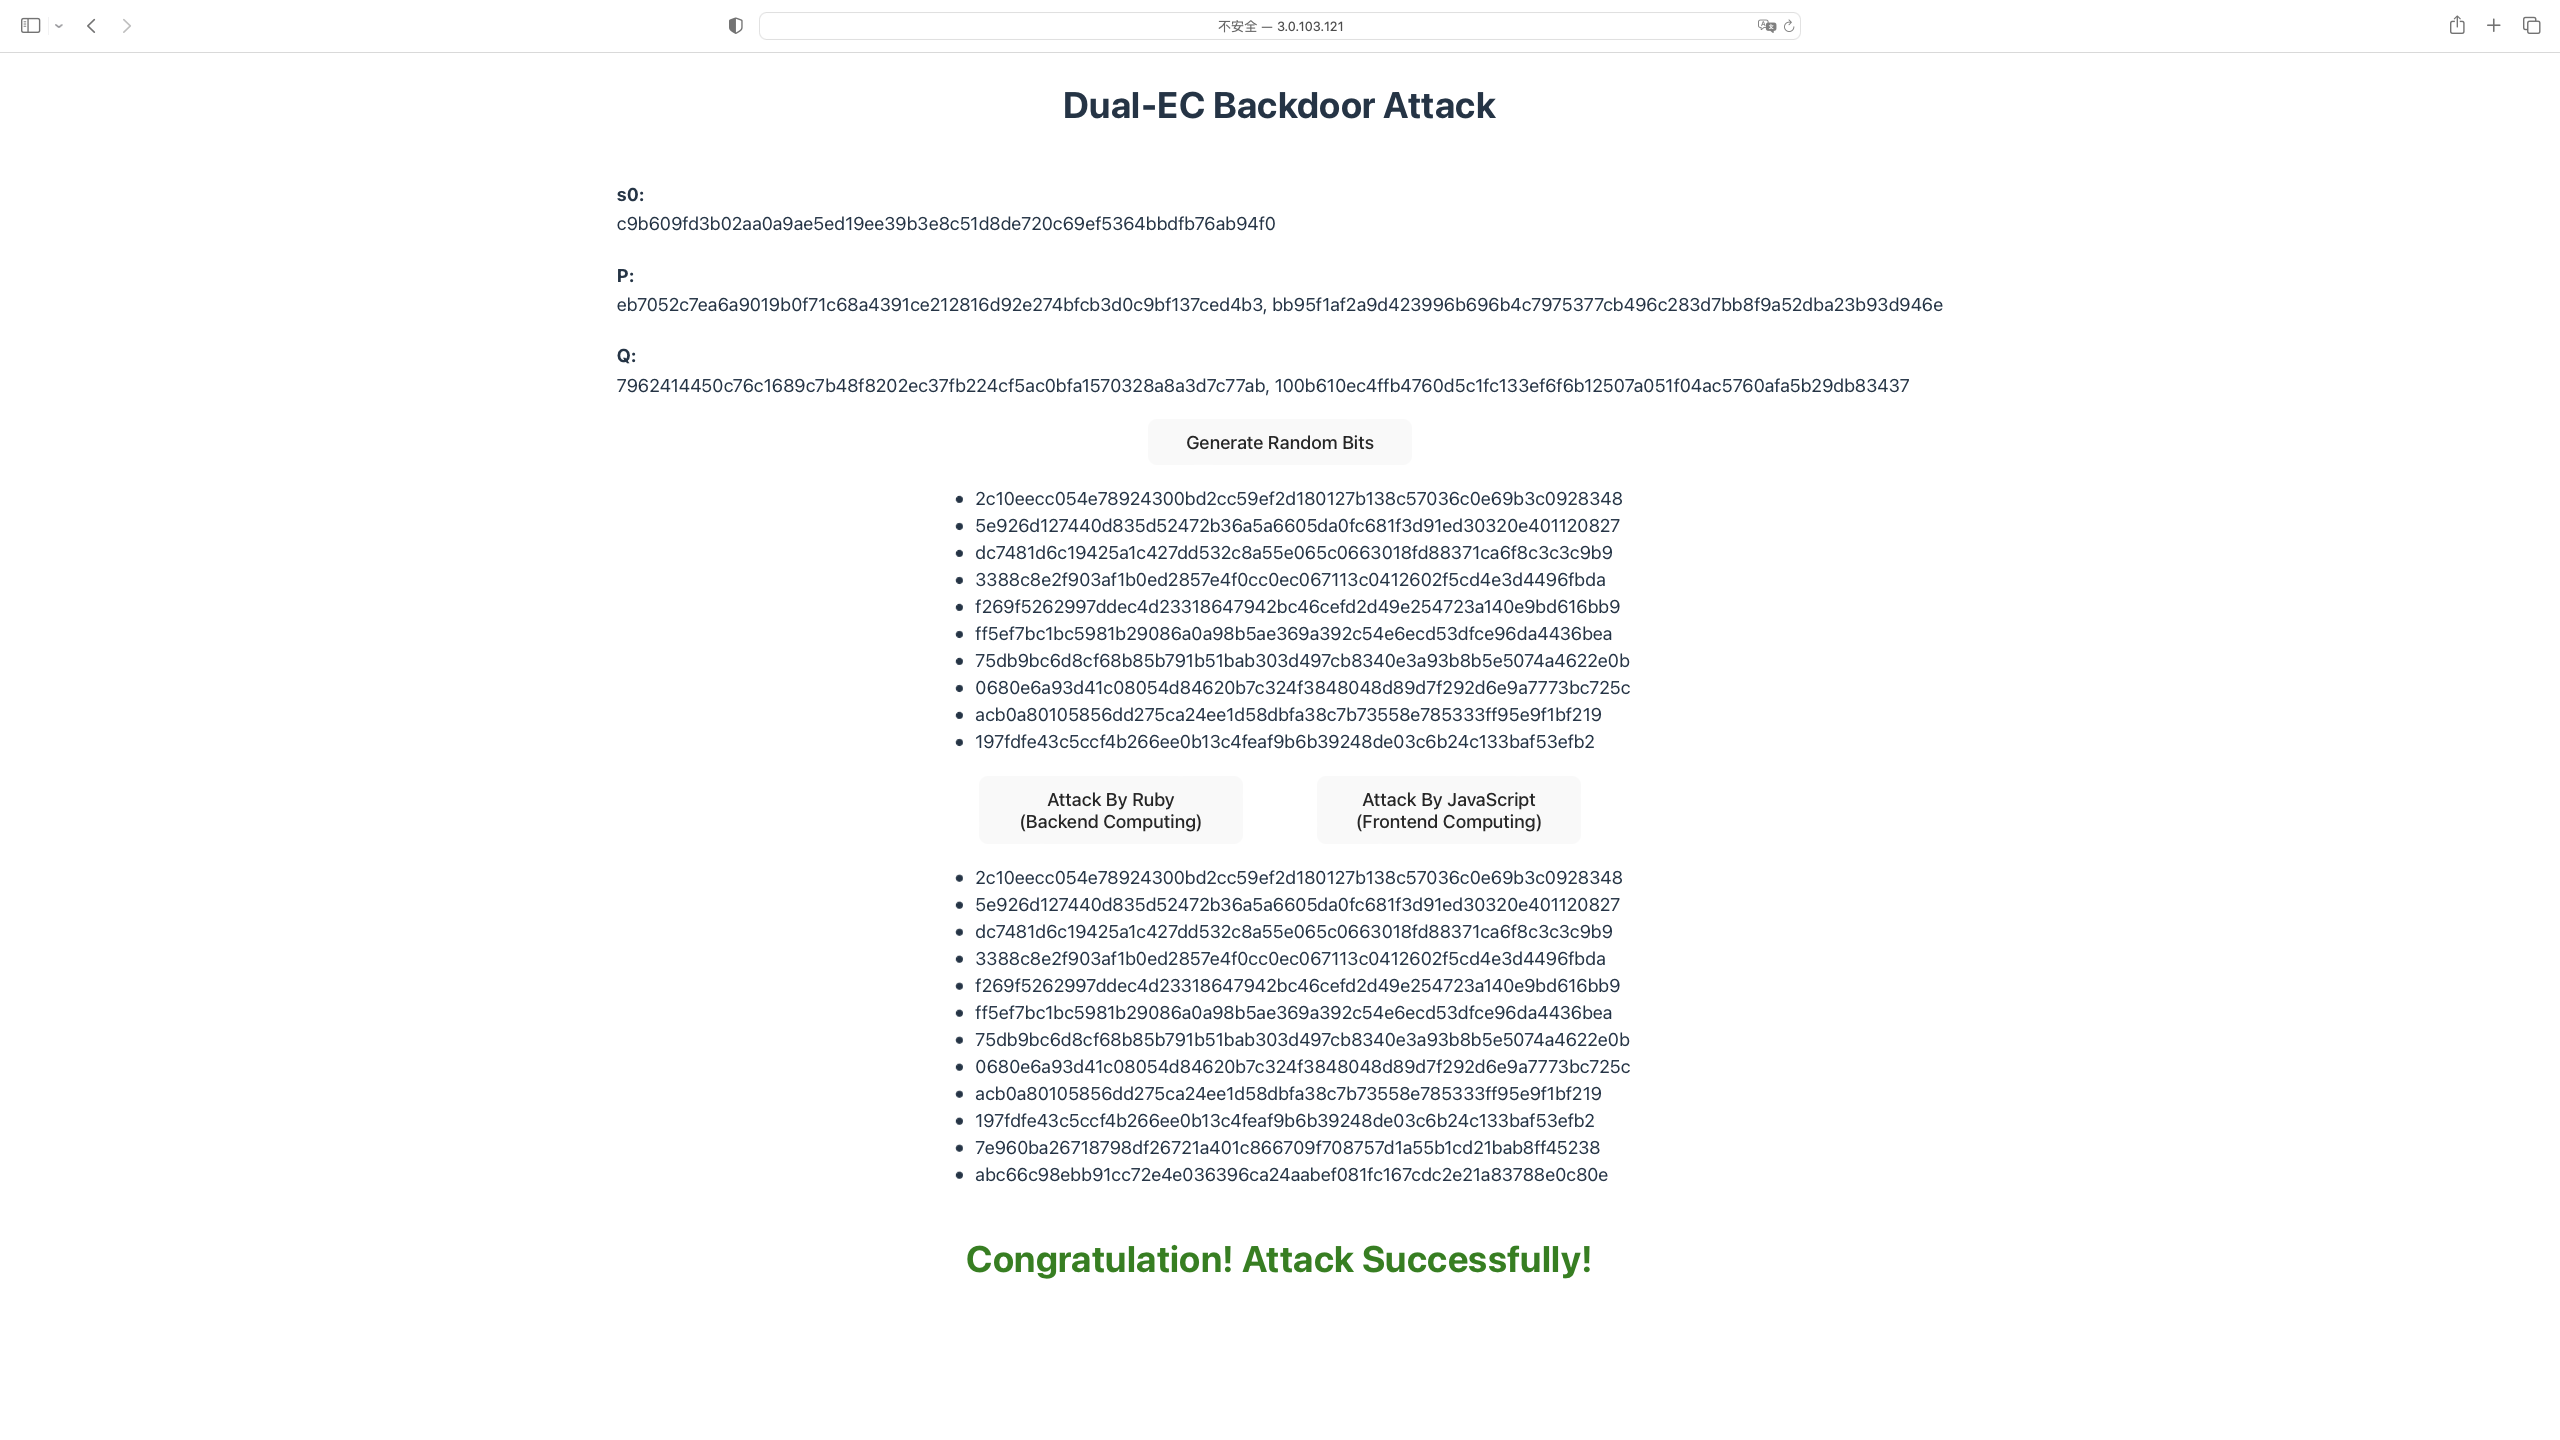 不安全 — 3.0.103.121
Dual-EC Backdoor Attack
s0:
c9b609fd3b02aa0a9ae5ed19ee39b3e8c51d8de720c69ef5364bbdfb76ab94f0
P:
eb7052c7ea6a9019b0f71c68a4391ce212816d92e274bfcb3d0c9bf137ced4b3, bb95f1af2a9d423996b696b4c7975377cb496c283d7bb8f9a52dba23b93d946e
Q:
7962414450c76c1689c7b48f8202ec37fb224cf5ac0bfa1570328a8a3d7c77ab, 100b610ec4ffb4760d5c1fc133ef6f6b12507a051f04ac5760afa5b29db83437
Generate Random Bits
2c10eecc054e78924300bd2cc59ef2d180127b138c57036c0e69b3c0928348
5e926d127440d835d52472b36a5a6605da0fc681f3d91ed30320e401120827
dc7481d6c19425a1c427dd532c8a55e065c0663018fd88371ca6f8c3c3c9b9
3388c8e2f903af1b0ed2857e4f0cc0ec067113c0412602f5cd4e3d4496fbda
f269f5262997ddec4d23318647942bc46cefd2d49e254723a140e9bd616bb9
ff5ef7bc1bc5981b29086a0a98b5ae369a392c54e6ecd53dfce96da4436bea
75db9bc6d8cf68b85b791b51bab303d497cb8340e3a93b8b5e5074a4622e0b
0680e6a93d41c08054d84620b7c324f3848048d89d7f292d6e9a7773bc725c
acb0a80105856dd275ca24ee1d58dbfa38c7b73558e785333ff95e9f1bf219
197fdfe43c5ccf4b266ee0b13c4feaf9b6b39248de03c6b24c133baf53efb2
Attack By Ruby
(Backend Computing)
Attack By JavaScript
(Frontend Computing)
2c10eecc054e78924300bd2cc59ef2d180127b138c57036c0e69b3c0928348
5e926d127440d835d52472b36a5a6605da0fc681f3d91ed30320e401120827
dc7481d6c19425a1c427dd532c8a55e065c0663018fd88371ca6f8c3c3c9b9
3388c8e2f903af1b0ed2857e4f0cc0ec067113c0412602f5cd4e3d4496fbda
f269f5262997ddec4d23318647942bc46cefd2d49e254723a140e9bd616bb9
ff5ef7bc1bc5981b29086a0a98b5ae369a392c54e6ecd53dfce96da4436bea
75db9bc6d8cf68b85b791b51bab303d497cb8340e3a93b8b5e5074a4622e0b
0680e6a93d41c08054d84620b7c324f3848048d89d7f292d6e9a7773bc725c
acb0a80105856dd275ca24ee1d58dbfa38c7b73558e785333ff95e9f1bf219
197fdfe43c5ccf4b266ee0b13c4feaf9b6b39248de03c6b24c133baf53efb2
7e960ba26718798df26721a401c866709f708757d1a55b1cd21bab8ff45238
abc66c98ebb91cc72e4e036396ca24aabef081fc167cdc2e21a83788e0c80e
Congratulation! Attack Successfully!